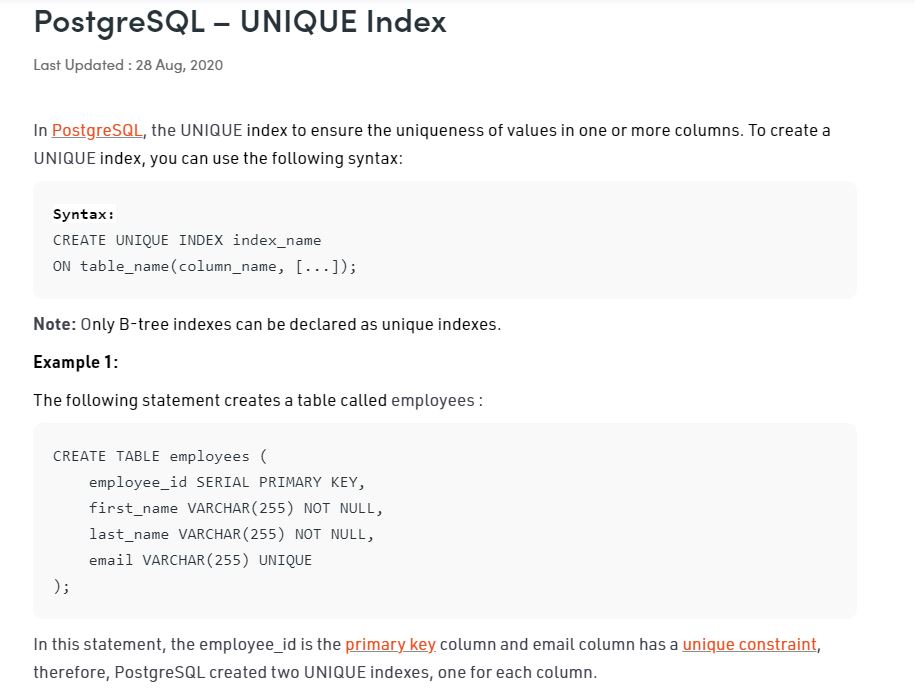 PostgreSQL – UNIQUE Index
Last Updated : 28 Aug, 2020
In PostgreSQL, the UNIQUE index to ensure the uniqueness of values in one or more columns. To create a
UNIQUE index, you can use the following syntax:
Syntax:
CREATE UNIQUE INDEX index_name
ON table_name(column_name, [...]);
Note: Only B-tree indexes can be declared as unique indexes.
Example 1:
The following statement creates a table called employees :
CREATE TABLE employees (
    employee_id SERIAL PRIMARY KEY,
    first_name VARCHAR(255) NOT NULL,
    last_name VARCHAR(255) NOT NULL,
    email VARCHAR(255) UNIQUE
);
In this statement, the employee_id is the primary key column and email column has a unique constraint,
therefore, PostgreSQL created two UNIQUE indexes, one for each column.